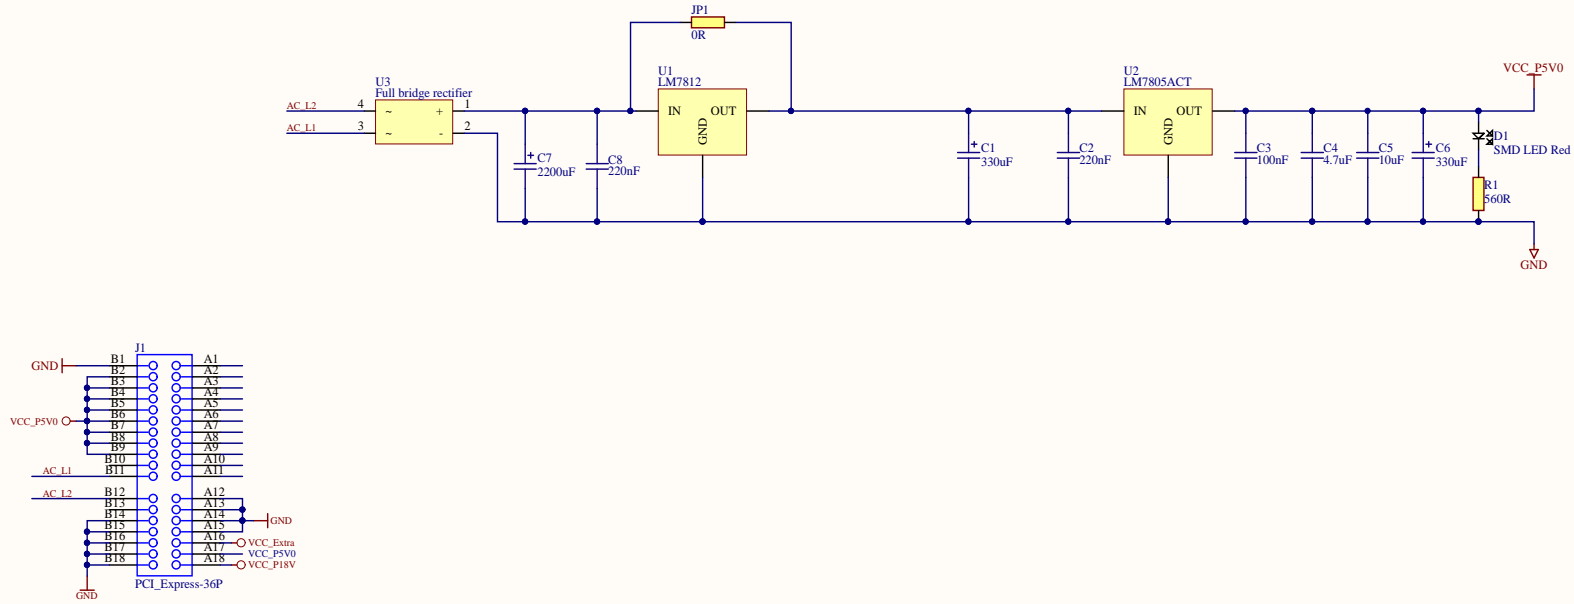 JP1
0R
U3
Full bridge rectifier
AC_L2 4 ~ + 1
AC_L1 3 ~ - 2
C7
2200uF
C8
220nF
U1
LM7812
IN OUT
GND
C1
330uF
C2
220nF
U2
LM7805ACT
IN OUT
GND
C3
100nF
C4
4.7uF
C5
10uF
C6
330uF
VCC_P5V0
D1
SMD LED Red
R1
560R
GND
J1
GND B1 A1
B2 A2
B3 A3
B4 A4
B5 A5
VCC_P5V0 B6 A6
B7 A7
B8 A8
B9 A9
B10 A10
AC_L1 B11 A11
AC_L2 B12 A12
B13 A13
B14 A14 GND
B15 A15
B16 A16 VCC_Extra
B17 A17 VCC_P5V0
B18 A18 VCC_P18V
GND
PCI_Express-36P